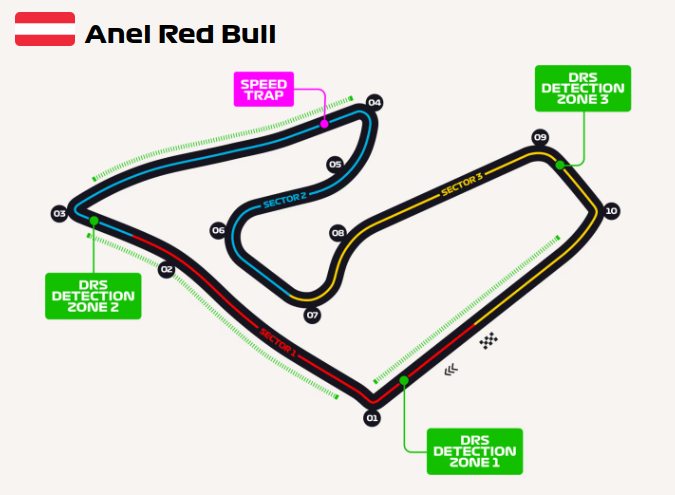 Anel Red Bull
SPEED
TRAP
04
DRS
DETECTION
ZONE 3
09
05
SECTOR 2
SECTOR 3
03
06
08
10
02
DRS
DETECTION
ZONE 2
07
SECTOR 1
01
DRS
DETECTION
ZONE 1